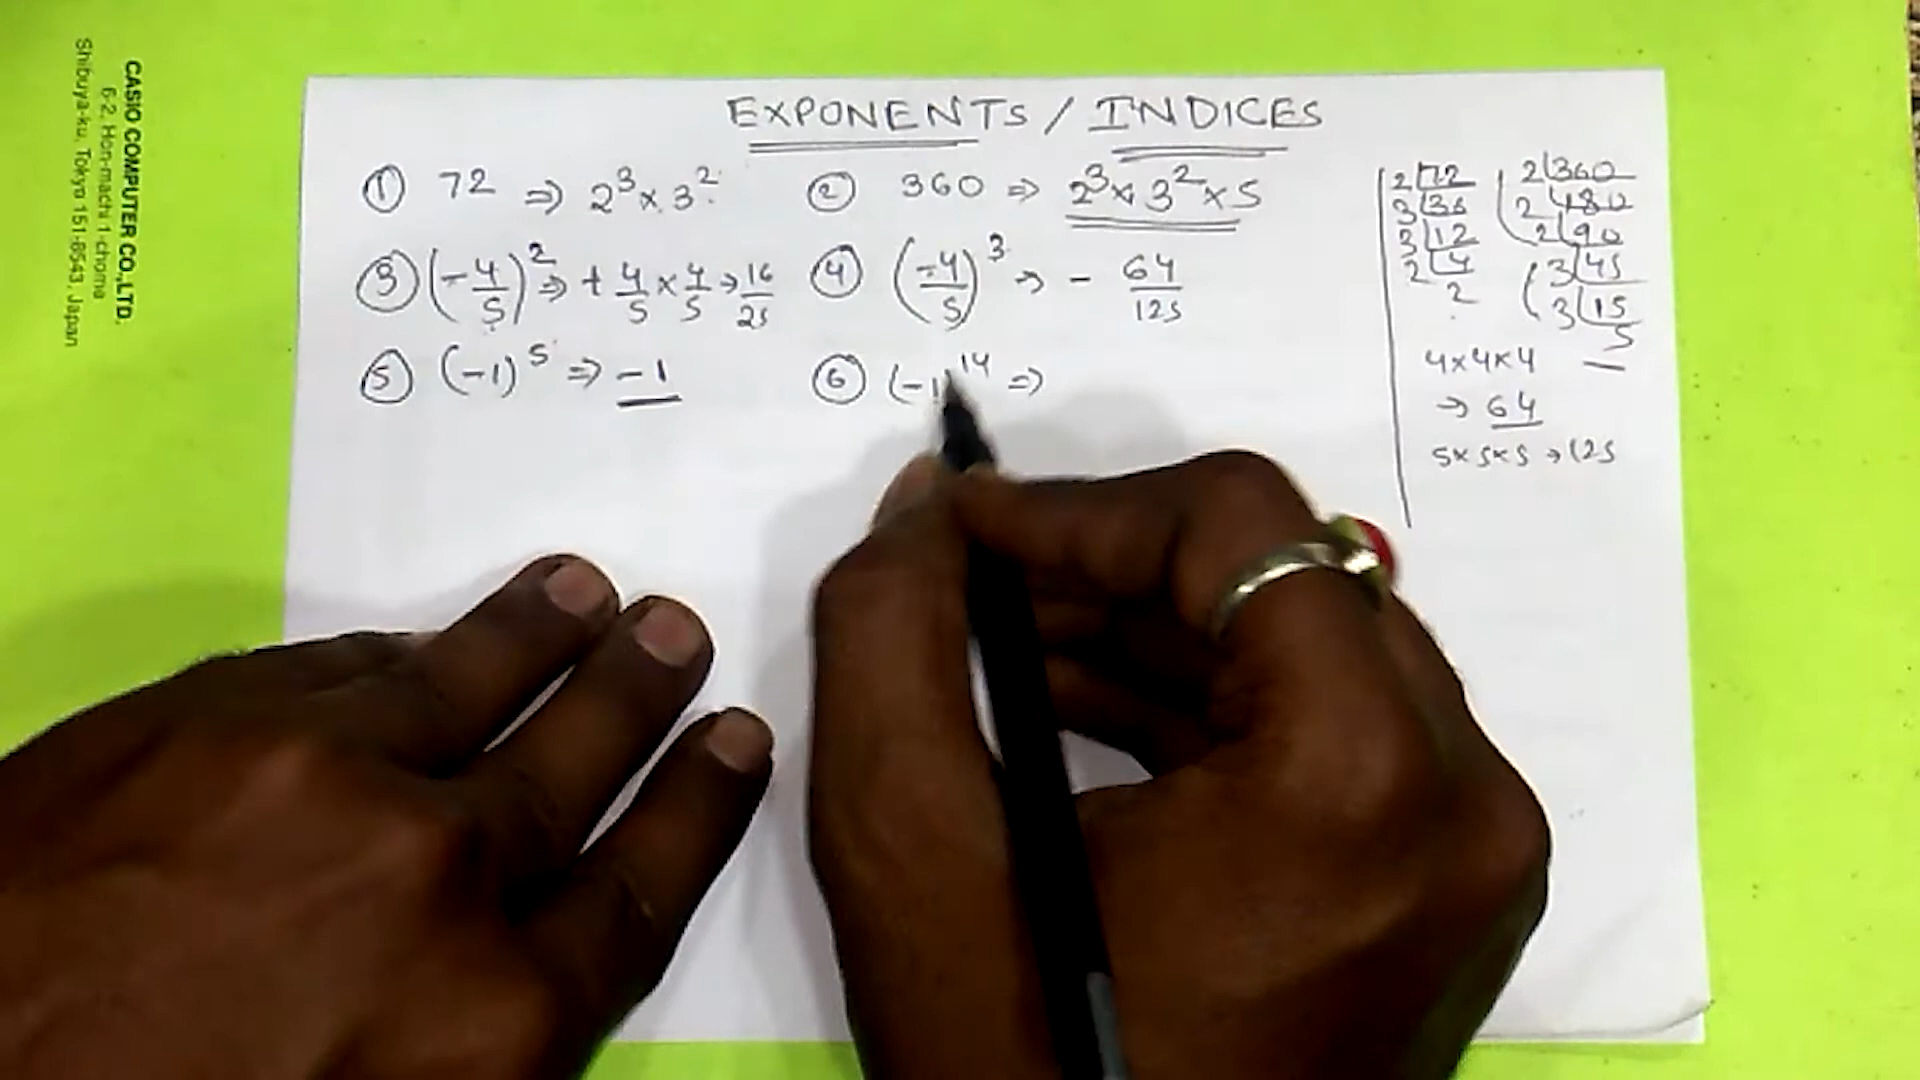 CASIO COMPUTER CO.,LTD.
6-2, Hon-machi 1-chome
Shibuya-ku, Tokyo 151-8543, Japan
EXPONENTS / INDICES
① 72 ⇒ 2³ × 3²
② 360 ⇒ 2³ × 3² × 5
③ (-4/5)² ⇒ + 4/5 × 4/5 → 16/25
④ (-4/5)³ → - 64/125
⑤ (-1)⁵ ⇒ -1
⑥ (-1)¹⁴ ⇒
2|72
3|36
3|12
2|4
2
2|360
2|180
2|90
3|45
3|15
5
4×4×4
→ 64
5×5×5 → 125